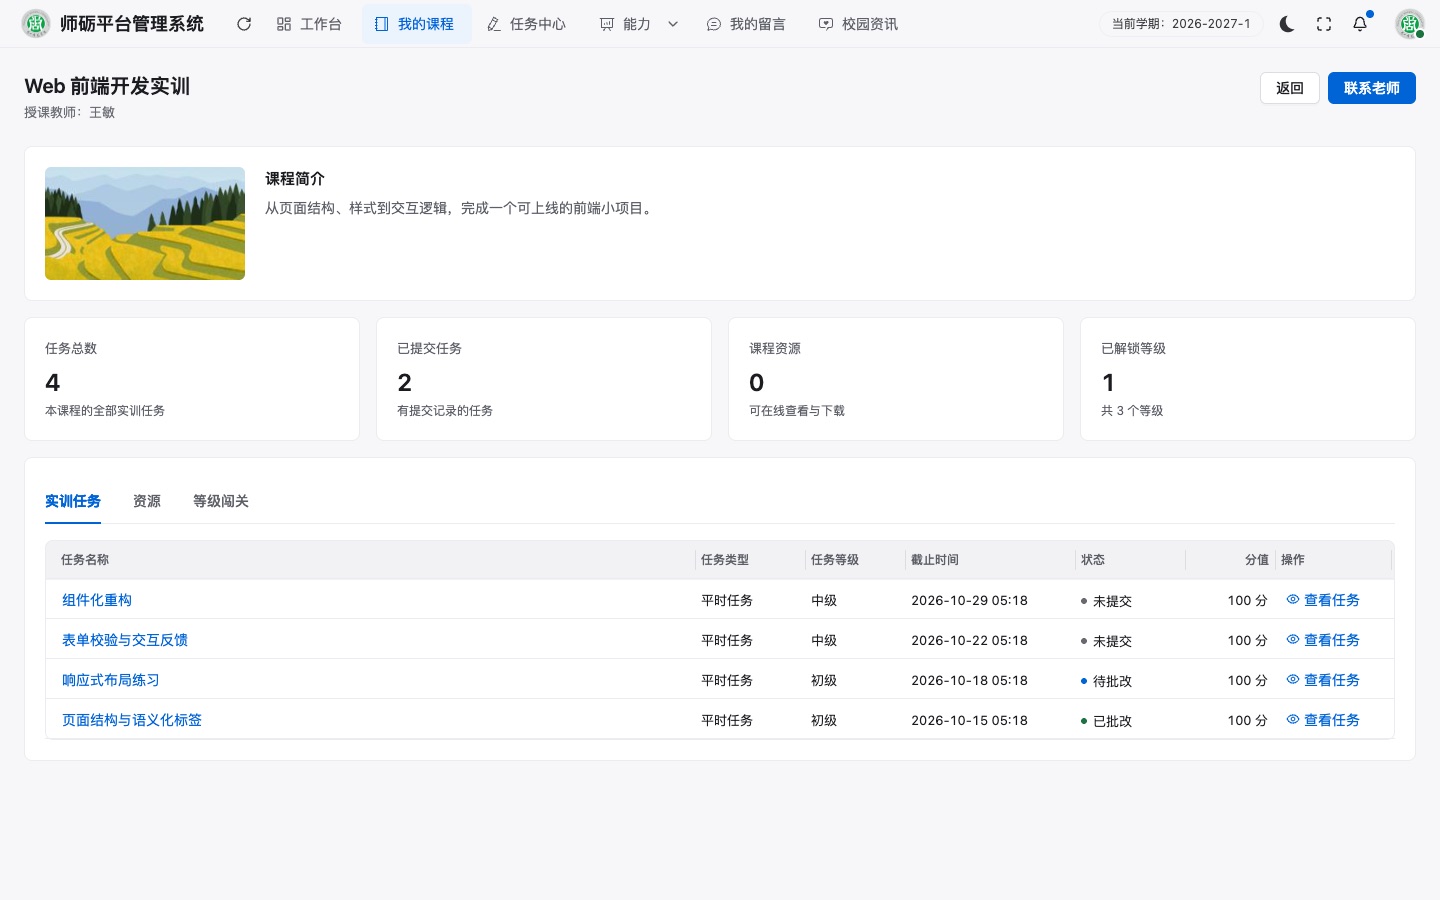 师砺平台管理系统 工作台 我的课程 任务中心 能力 我的留言 校园资讯 当前学期：2026-2027-1
Web 前端开发实训
授课教师：王敏
返回 联系老师
课程简介
从页面结构、样式到交互逻辑，完成一个可上线的前端小项目。
任务总数 已提交任务 课程资源 已解锁等级
4 2 0 1
本课程的全部实训任务 有提交记录的任务 可在线查看与下载 共 3 个等级
实训任务 资源 等级闯关
任务名称 任务类型 任务等级 截止时间 状态 分值 操作
组件化重构 平时任务 中级 2026-10-29 05:18 未提交 100 分 查看任务
表单校验与交互反馈 平时任务 中级 2026-10-22 05:18 未提交 100 分 查看任务
响应式布局练习 平时任务 初级 2026-10-18 05:18 待批改 100 分 查看任务
页面结构与语义化标签 平时任务 初级 2026-10-15 05:18 已批改 100 分 查看任务